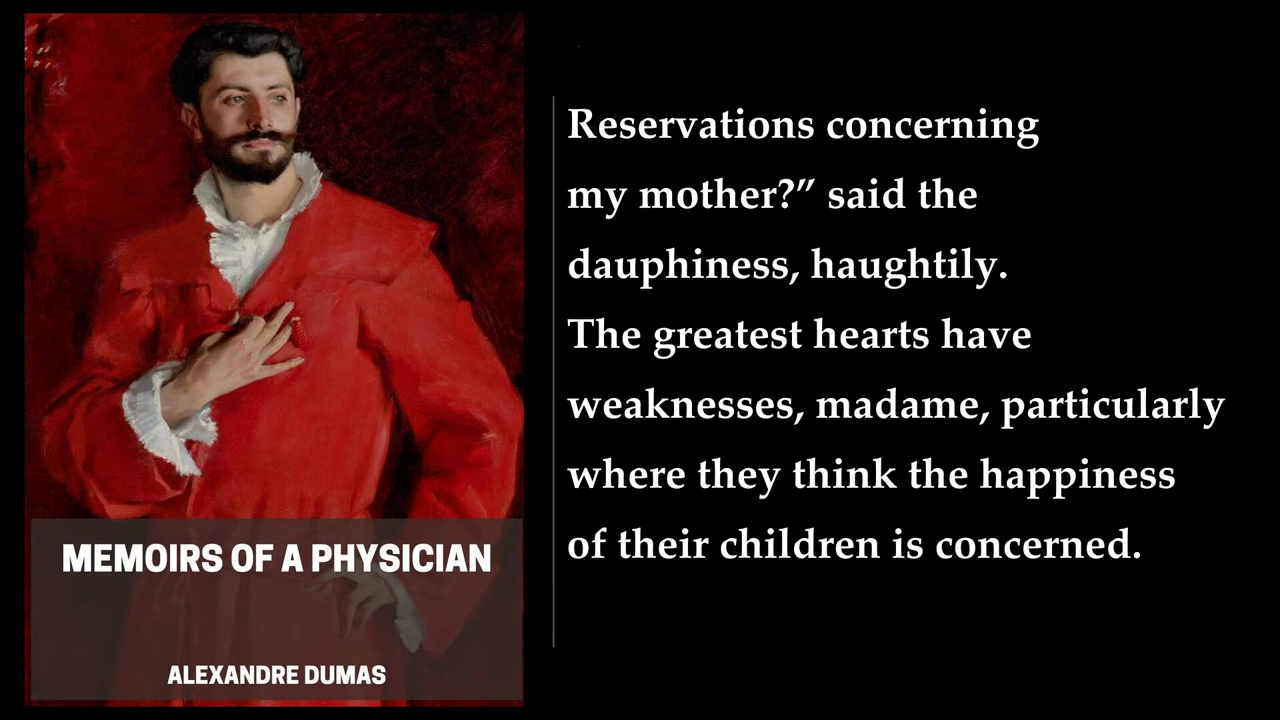 Reservations concerning
my mother?” said the
dauphiness, haughtily.
The greatest hearts have
weaknesses, madame, particularly
where they think the happiness
of their children is concerned.
MEMOIRS OF A PHYSICIAN
ALEXANDRE DUMAS